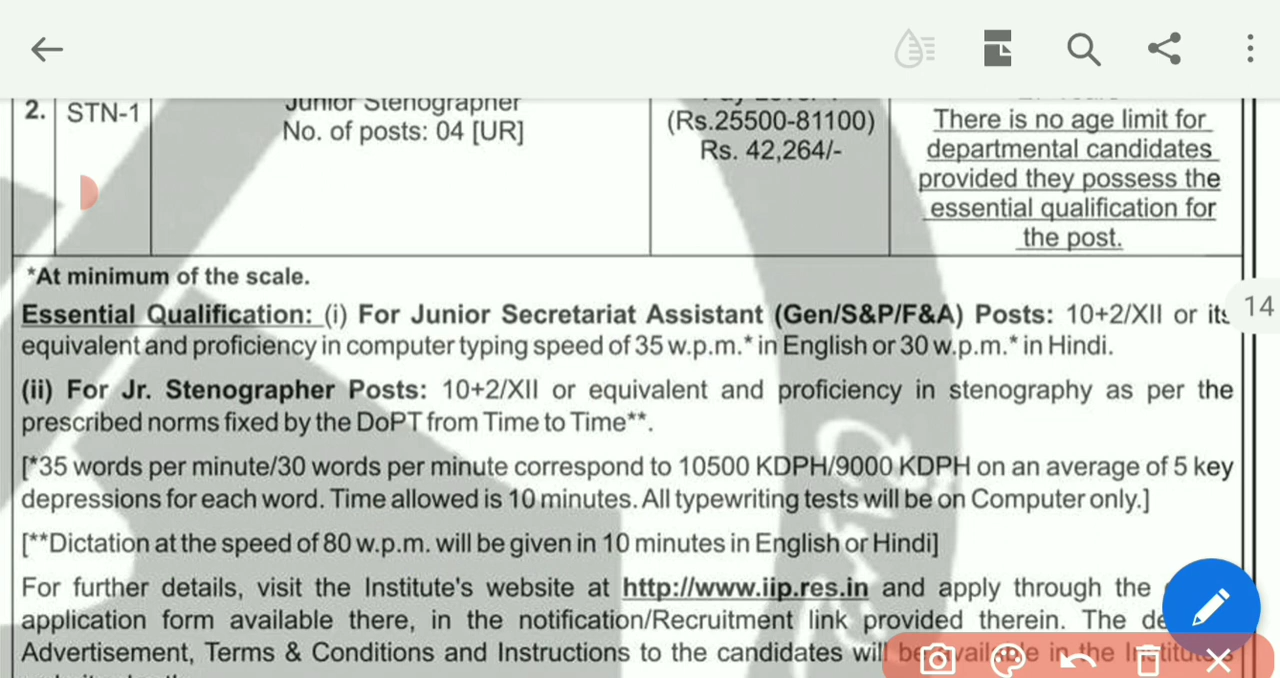 2. STN-1 Junior Stenographer
No. of posts: 04 [UR]
(Rs.25500-81100)
Rs. 42,264/-
There is no age limit for
departmental candidates
provided they possess the
essential qualification for
the post.
*At minimum of the scale.
14
Essential Qualification: (i) For Junior Secretariat Assistant (Gen/S&P/F&A) Posts: 10+2/XII or its
equivalent and proficiency in computer typing speed of 35 w.p.m.* in English or 30 w.p.m.* in Hindi.
(ii) For Jr. Stenographer Posts: 10+2/XII or equivalent and proficiency in stenography as per the
prescribed norms fixed by the DoPT from Time to Time**.
[*35 words per minute/30 words per minute correspond to 10500 KDPH/9000 KDPH on an average of 5 key
depressions for each word. Time allowed is 10 minutes. All typewriting tests will be on Computer only.]
[**Dictation at the speed of 80 w.p.m. will be given in 10 minutes in English or Hindi]
For further details, visit the Institute's website at http://www.iip.res.in and apply through the
application form available there, in the notification/Recruitment link provided therein. The
Advertisement, Terms & Conditions and Instructions to the candidates will be available in the Institute's